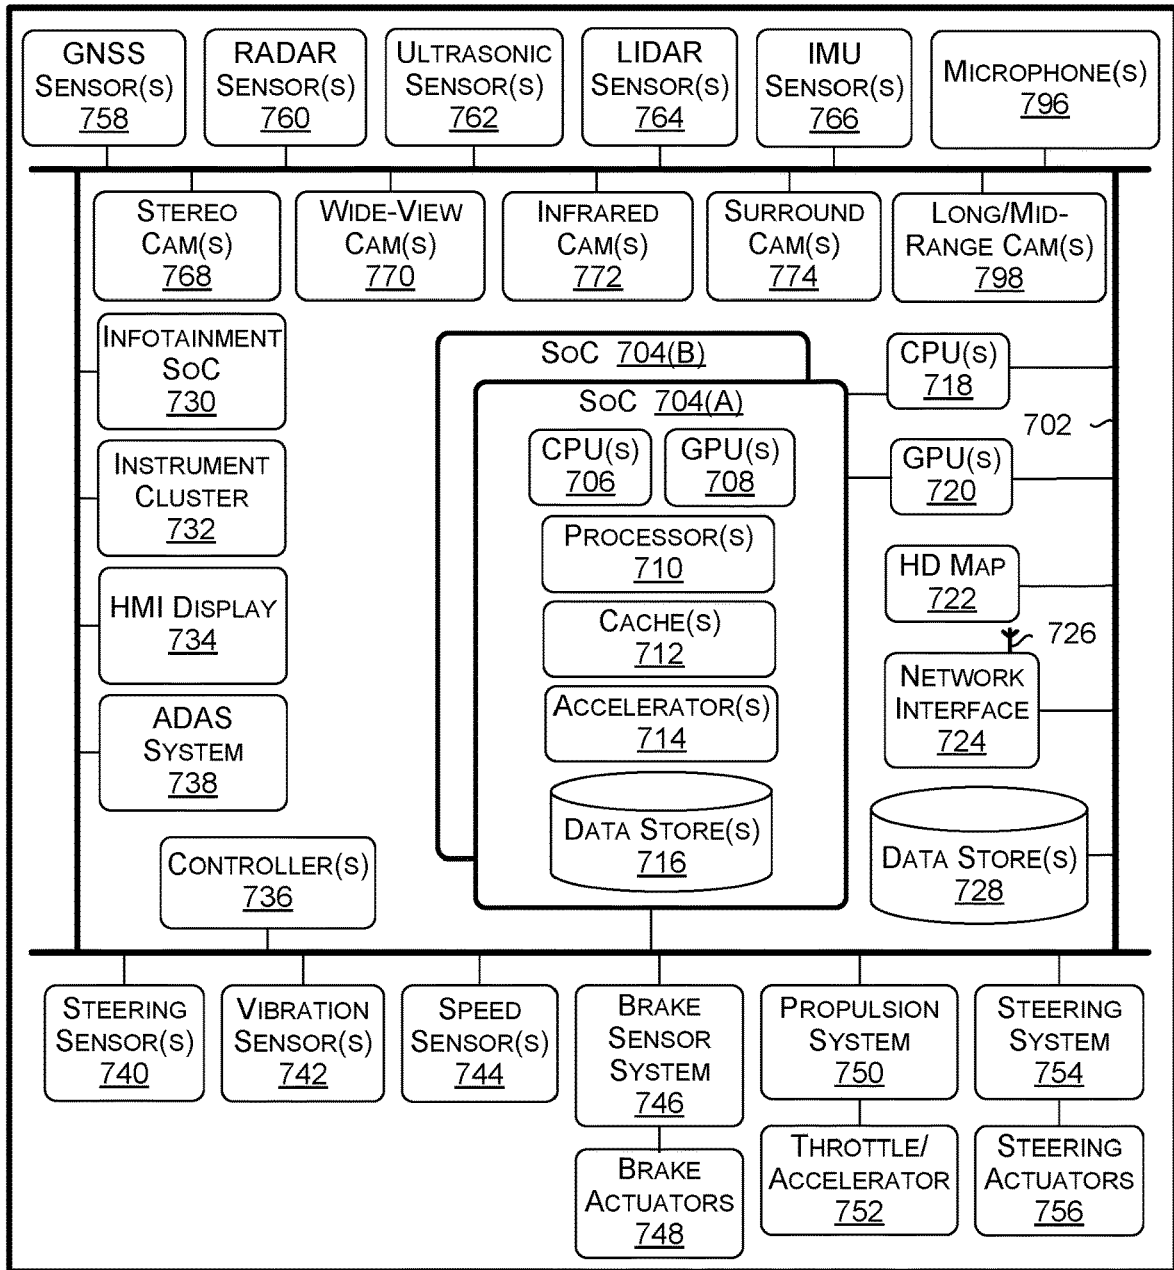 GNSS
SENSOR(S)
758
RADAR
SENSOR(S)
760
ULTRASONIC
SENSOR(S)
762
LIDAR
SENSOR(S)
764
IMU
SENSOR(S)
766
MICROPHONE(S)
796
STEREO
CAM(S)
768
WIDE-VIEW
CAM(S)
770
INFRARED
CAM(S)
772
SURROUND
CAM(S)
774
LONG/MID-
RANGE CAM(S)
798
INFOTAINMENT
SOC
730
INSTRUMENT
CLUSTER
732
HMI DISPLAY
734
ADAS
SYSTEM
738
CONTROLLER(S)
736
SOC 704(B)
SOC 704(A)
CPU(S)
706
GPU(S)
708
PROCESSOR(S)
710
CACHE(S)
712
ACCELERATOR(S)
714
DATA STORE(S)
716
CPU(S)
718
702
GPU(S)
720
HD MAP
722
726
NETWORK
INTERFACE
724
DATA STORE(S)
728
STEERING
SENSOR(S)
740
VIBRATION
SENSOR(S)
742
SPEED
SENSOR(S)
744
BRAKE
SENSOR
SYSTEM
746
PROPULSION
SYSTEM
750
STEERING
SYSTEM
754
BRAKE
ACTUATORS
748
THROTTLE/
ACCELERATOR
752
STEERING
ACTUATORS
756